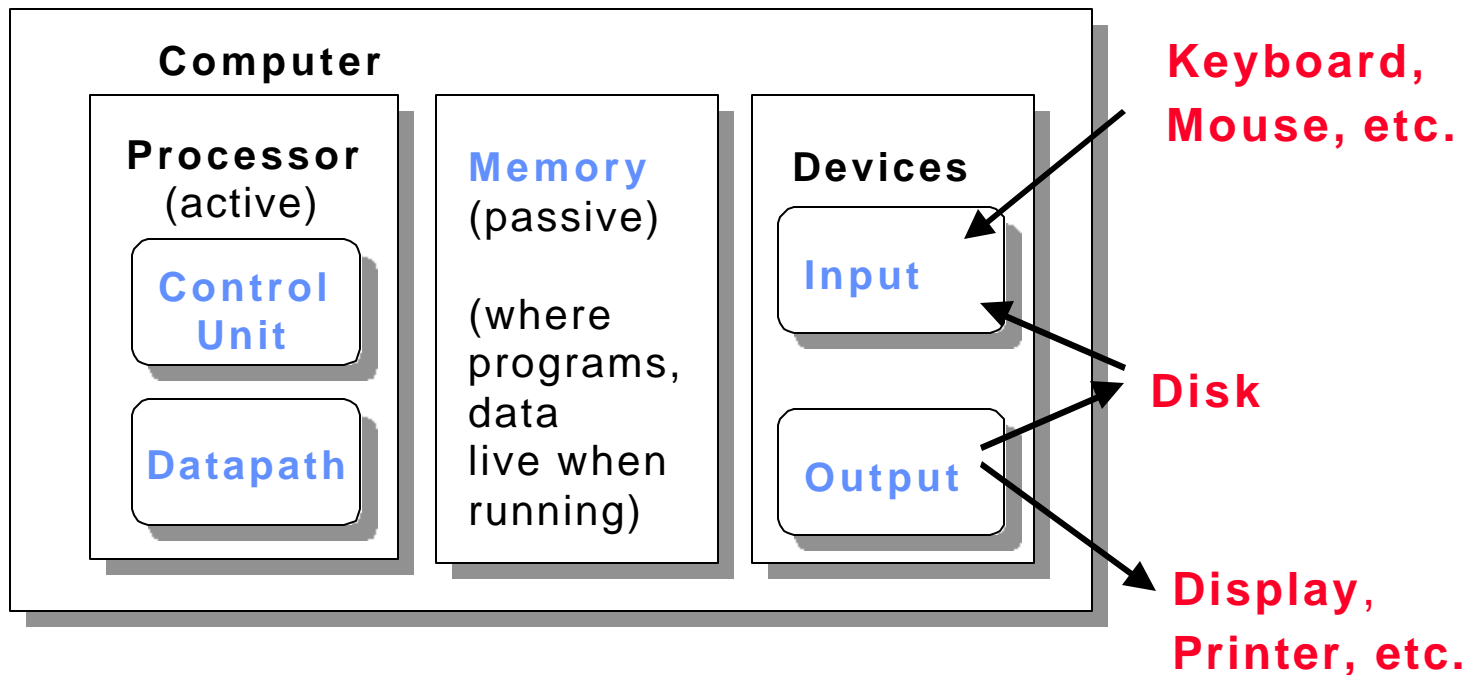 Computer
Processor
(active)
Control
Unit
Datapath
Memory
(passive)
(where
programs,
data
live when
running)
Devices
Input
Output
Keyboard,
Mouse, etc.
Disk
Display,
Printer, etc.